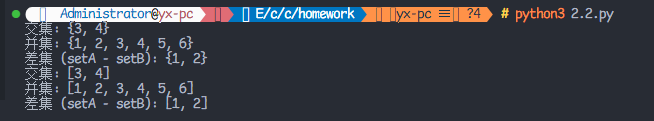 Administrator@yx-pc E/c/c/homework yx-pc ≡ ?4 # python3 2.2.py
交集: {3, 4}
并集: {1, 2, 3, 4, 5, 6}
差集 (setA - setB): {1, 2}
交集: [3, 4]
并集: [1, 2, 3, 4, 5, 6]
差集 (setA - setB): [1, 2]